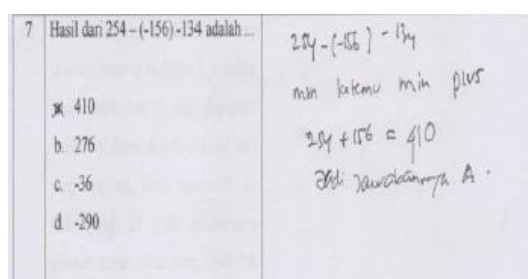 7 Hasil dari 254 – (-156) -134 adalah ...
a. 410
b. 276
c. -36
d. -290
254 - (-156) - 134
min ketemu min plus
254 + 156 = 410
Jadi jawabannya A.